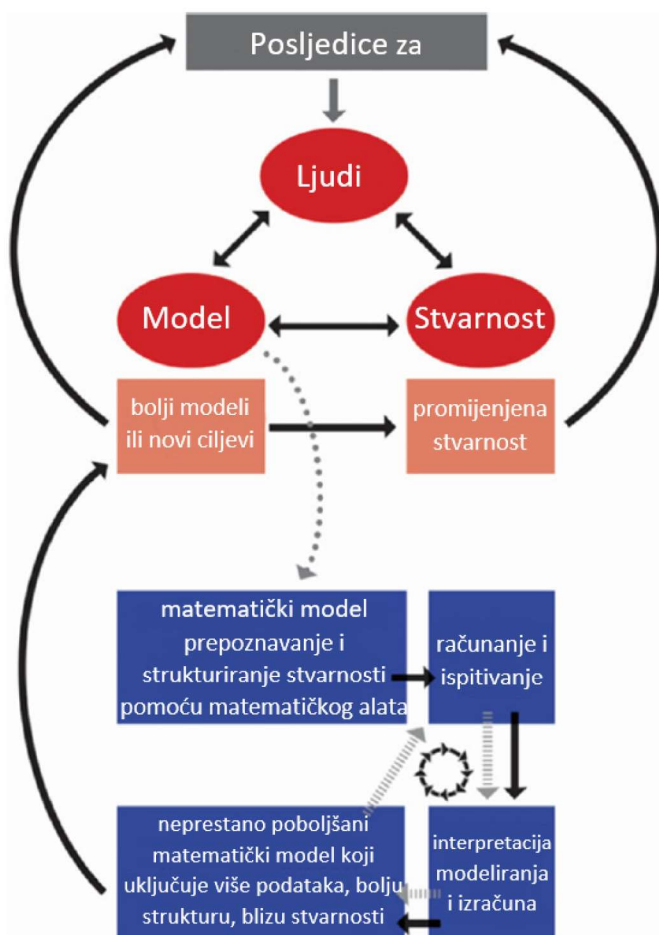 Posljedice za
Ljudi
Model
Stvarnost
bolji modeli
ili novi ciljevi
promijenjena
stvarnost
matematički model
prepoznavanje i
strukturiranje stvarnosti
pomoću matematičkog alata
računanje i
ispitivanje
neprestano poboljšani
matematički model koji
uključuje više podataka, bolju
strukturu, blizu stvarnosti
interpretacija
modeliranja
i izračuna